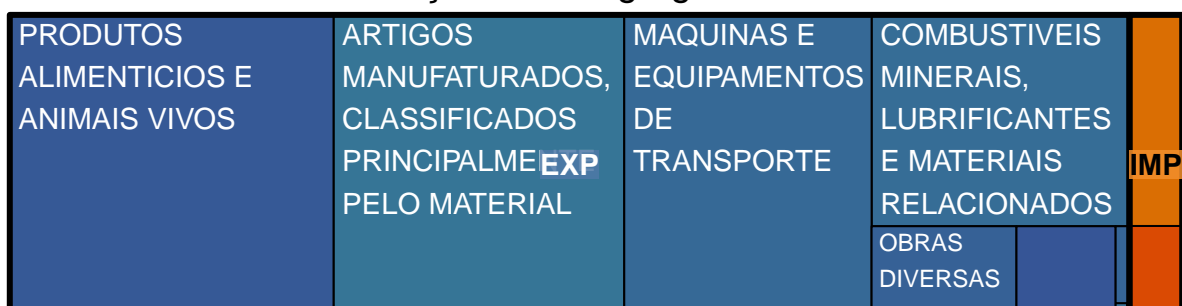 PRODUTOS
ALIMENTICIOS E
ANIMAIS VIVOS
ARTIGOS
MANUFATURADOS,
CLASSIFICADOS
PRINCIPALME
PELO MATERIAL
EXP
MAQUINAS E
EQUIPAMENTOS
DE
TRANSPORTE
COMBUSTIVEIS
MINERAIS,
LUBRIFICANTES
E MATERIAIS
RELACIONADOS
OBRAS
DIVERSAS
IMP